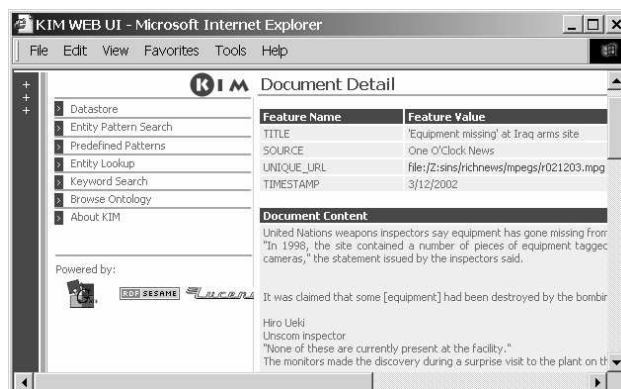 KIM WEB UI - Microsoft Internet Explorer
File Edit View Favorites Tools Help
KIM Document Detail
Datastore
Entity Pattern Search
Predefined Patterns
Entity Lookup
Keyword Search
Browse Ontology
About KIM
Powered by:
RDF SESAME Lucen
Feature Name Feature Value
TITLE 'Equipment missing' at Iraq arms site
SOURCE One O'Clock News
UNIQUE_URL file:/Z:sins/richnews/mpegs/r021203.mpg
TIMESTAMP 3/12/2002
Document Content
United Nations weapons inspectors say equipment has gone missing from
"In 1998, the site contained a number of pieces of equipment tagged
cameras," the statement issued by the inspectors said.
It was claimed that some [equipment] had been destroyed by the bombin
Hiro Ueki
Unscom inspector
"None of these are currently present at the facility."
The monitors made the discovery during a surprise visit to the plant on th